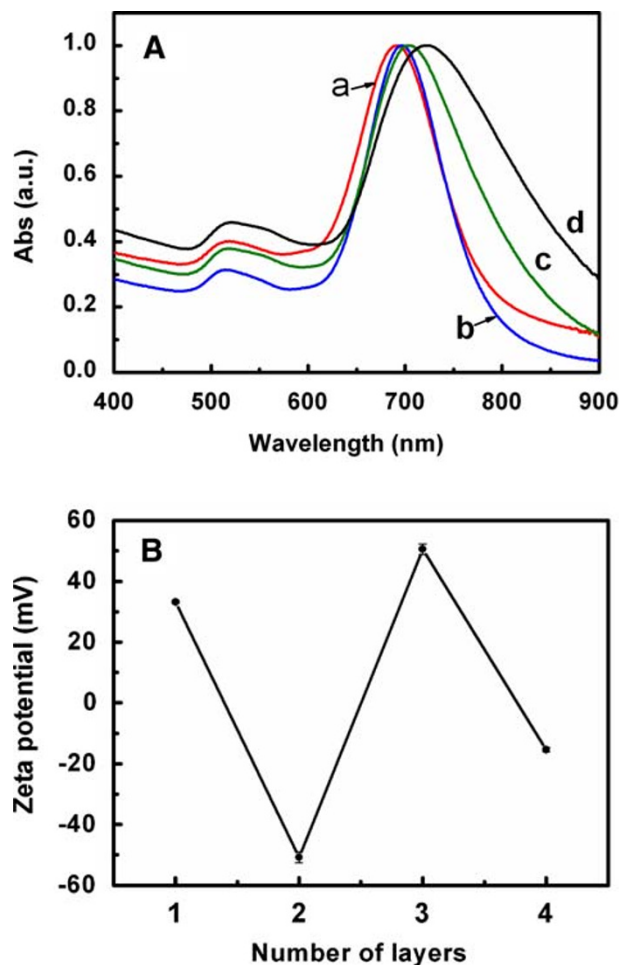 A
Abs (a.u.)
1.0
0.8
0.6
0.4
0.2
0.0
a
b
c
d
400 500 600 700 800 900
Wavelength (nm)
B
Zeta potential (mV)
60
40
20
0
-20
-40
-60
1 2 3 4
Number of layers